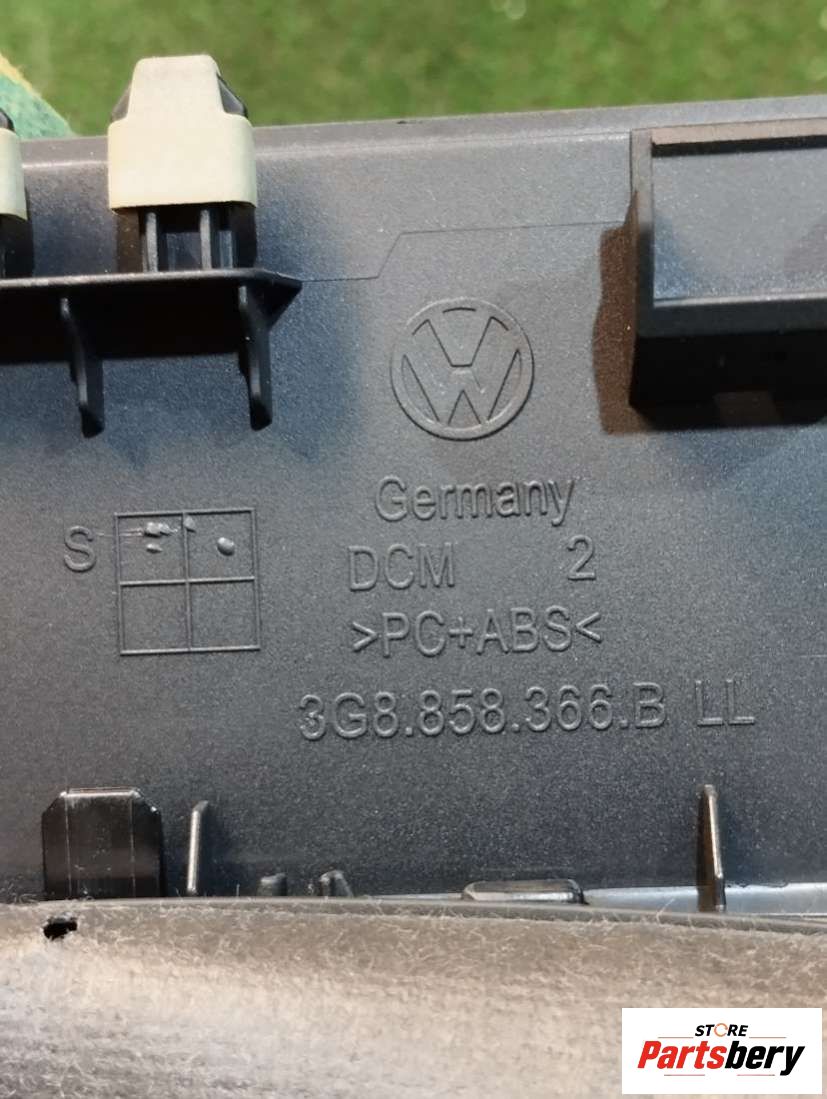 Germany
S
DCM 2
>PC+ABS<
3G8.858.366.B LL
STORE
Partsbery